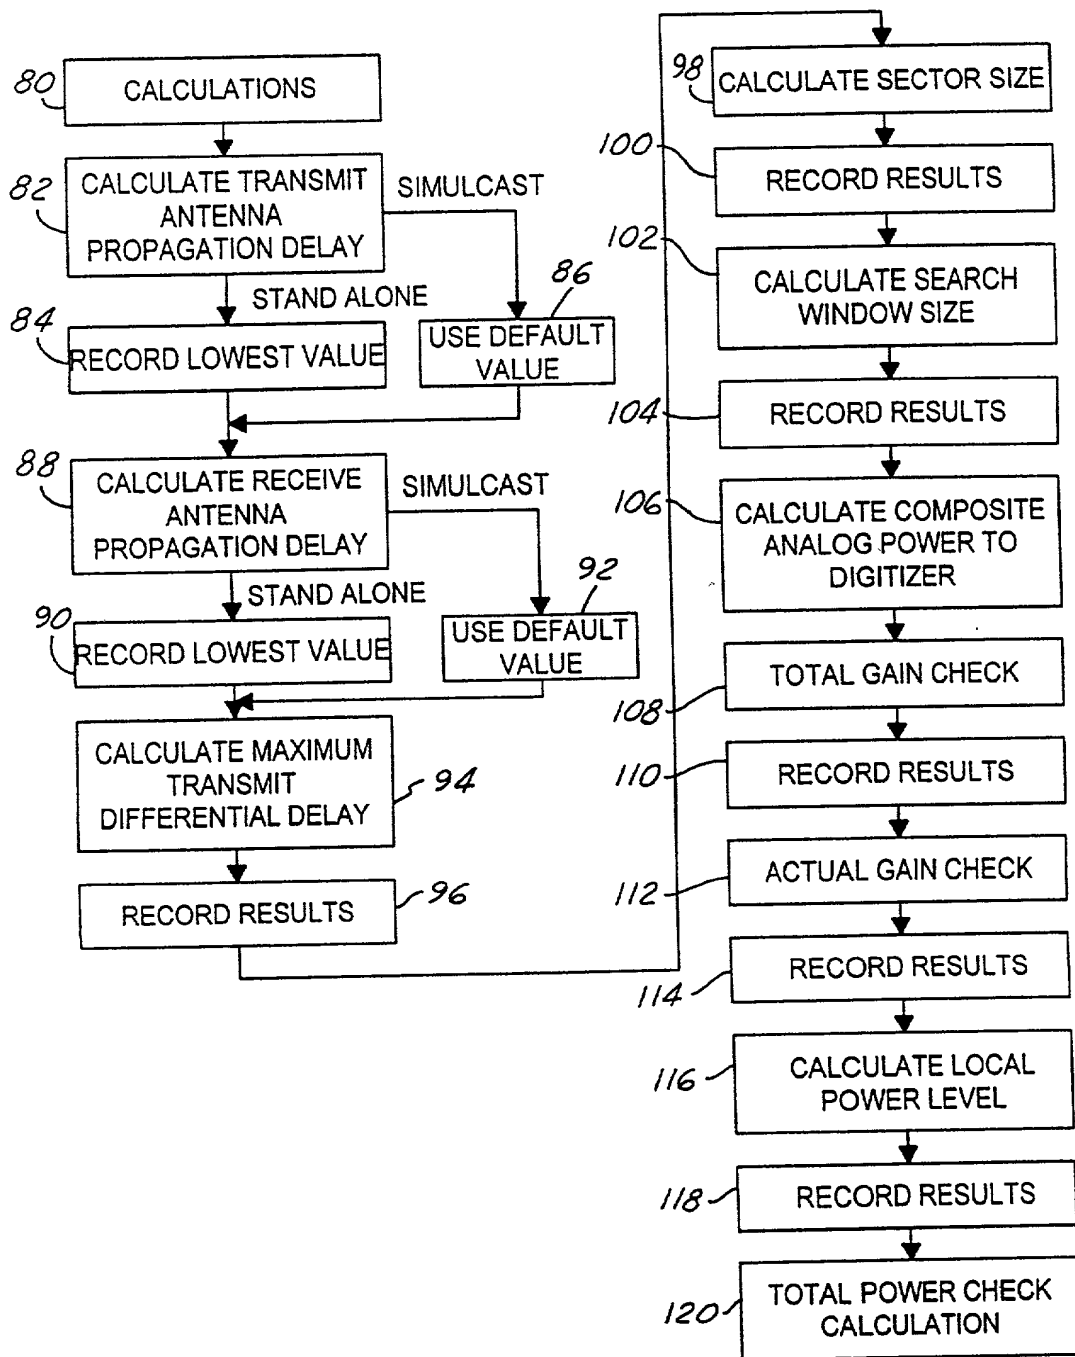 80
CALCULATIONS
82
CALCULATE TRANSMIT
ANTENNA
PROPAGATION DELAY
SIMULCAST
STAND ALONE
84
RECORD LOWEST VALUE
86
USE DEFAULT
VALUE
88
CALCULATE RECEIVE
ANTENNA
PROPAGATION DELAY
SIMULCAST
STAND ALONE
90
RECORD LOWEST VALUE
92
USE DEFAULT
VALUE
CALCULATE MAXIMUM
TRANSMIT
DIFFERENTIAL DELAY
94
RECORD RESULTS
96
98
CALCULATE SECTOR SIZE
100
RECORD RESULTS
102
CALCULATE SEARCH
WINDOW SIZE
104
RECORD RESULTS
106
CALCULATE COMPOSITE
ANALOG POWER TO
DIGITIZER
108
TOTAL GAIN CHECK
110
RECORD RESULTS
112
ACTUAL GAIN CHECK
114
RECORD RESULTS
116
CALCULATE LOCAL
POWER LEVEL
118
RECORD RESULTS
120
TOTAL POWER CHECK
CALCULATION